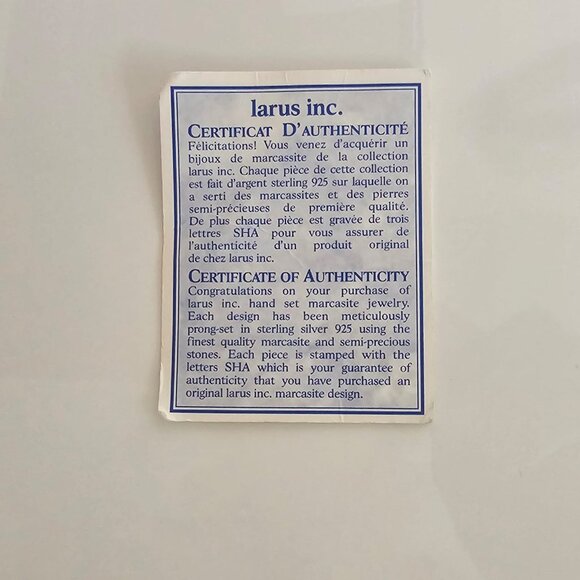 larus inc.
CERTIFICAT D'AUTHENTICITÉ
Félicitations! Vous venez d'acquérir un
bijoux de marcassite de la collection
larus inc. Chaque pièce de cette collection
est fait d'argent sterling 925 sur laquelle on
a serti des marcassites et des pierres
semi-précieuses de première qualité.
De plus chaque pièce est gravée de trois
lettres SHA pour vous assurer de
l'authenticité d'un produit original
de chez larus inc.
CERTIFICATE OF AUTHENTICITY
Congratulations on your purchase of
larus inc. hand set marcasite jewelry.
Each design has been meticulously
prong-set in sterling silver 925 using the
finest quality marcasite and semi-precious
stones. Each piece is stamped with the
letters SHA which is your guarantee of
authenticity that you have purchased an
original larus inc. marcasite design.